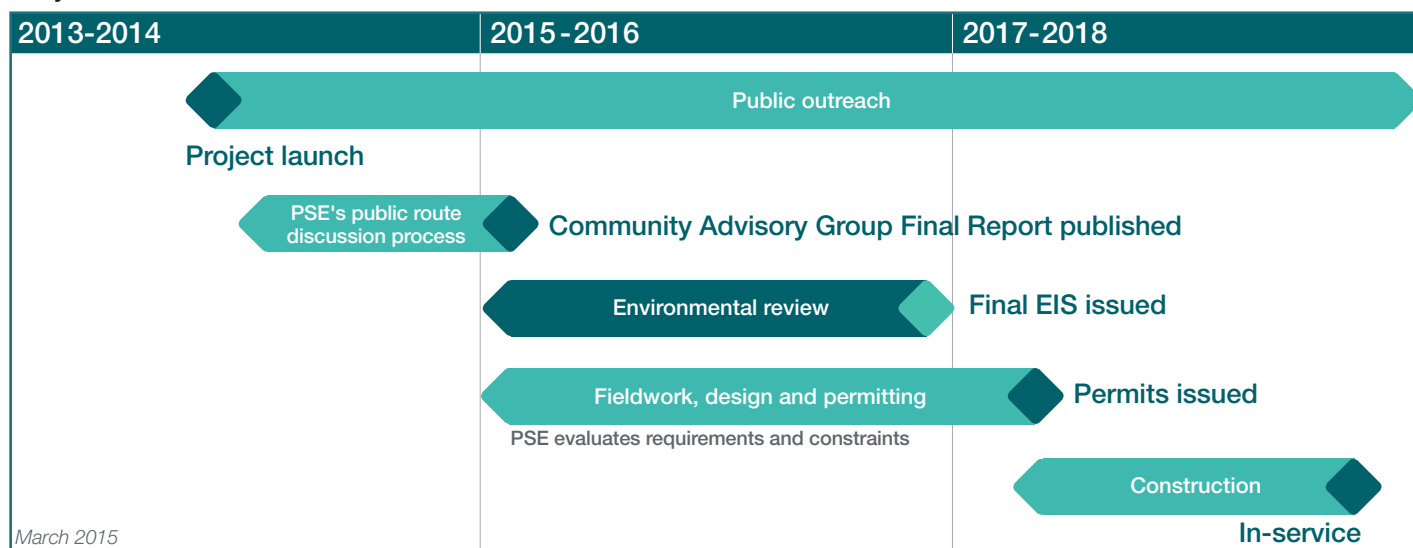 2013-2014
2015-2016
2017-2018
Public outreach
Project launch
PSE's public route
discussion process
Community Advisory Group Final Report published
Environmental review
Final EIS issued
Fieldwork, design and permitting
Permits issued
PSE evaluates requirements and constraints
Construction
In-service
March 2015